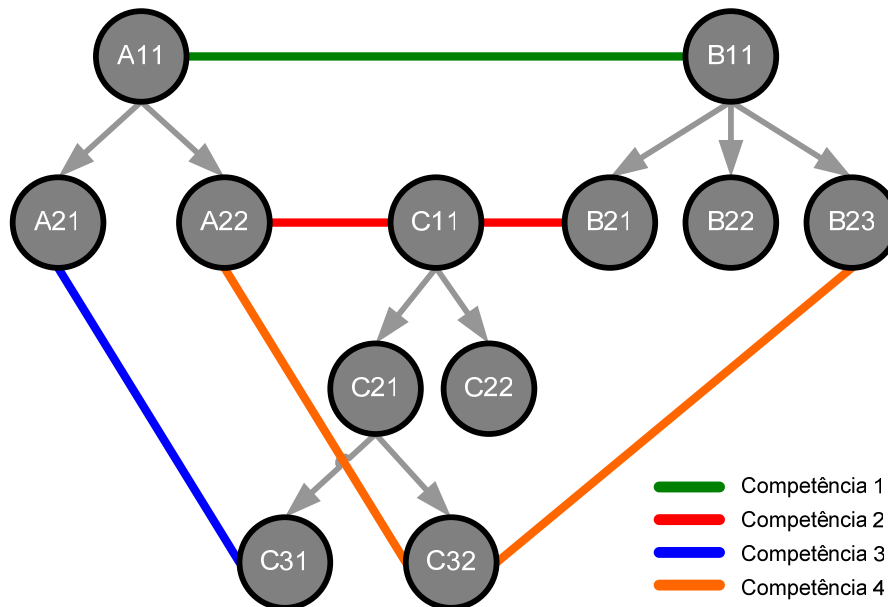 A11
B11
A21
A22
C11
B21
B22
B23
C21
C22
C31
C32
Competência 1
Competência 2
Competência 3
Competência 4